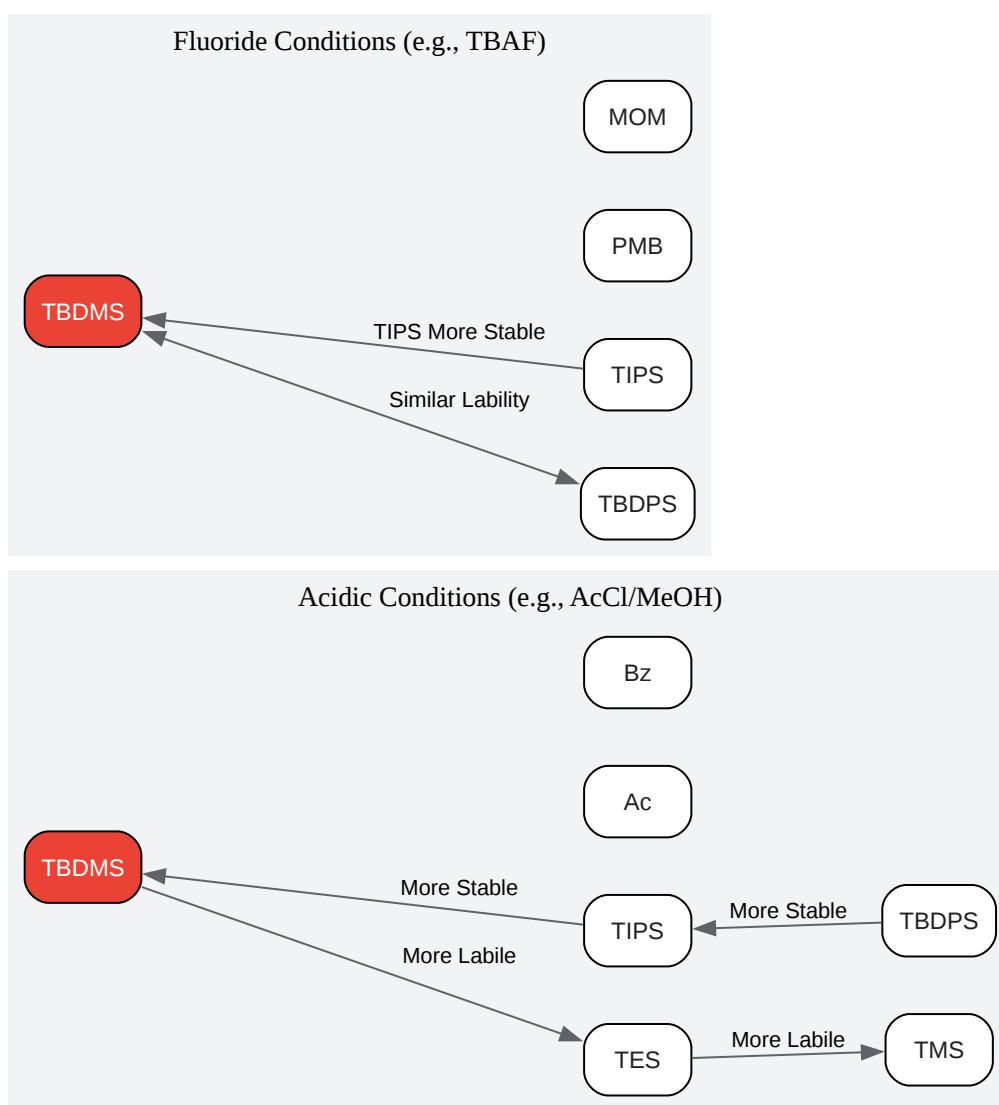 Fluoride Conditions (e.g., TBAF)
MOM
PMB
TBDMS
TIPS More Stable
TIPS
Similar Lability
TBDPS
Acidic Conditions (e.g., AcCl/MeOH)
Bz
Ac
TBDMS
More Stable
TIPS
More Stable
TBDPS
More Labile
TES
More Labile
TMS